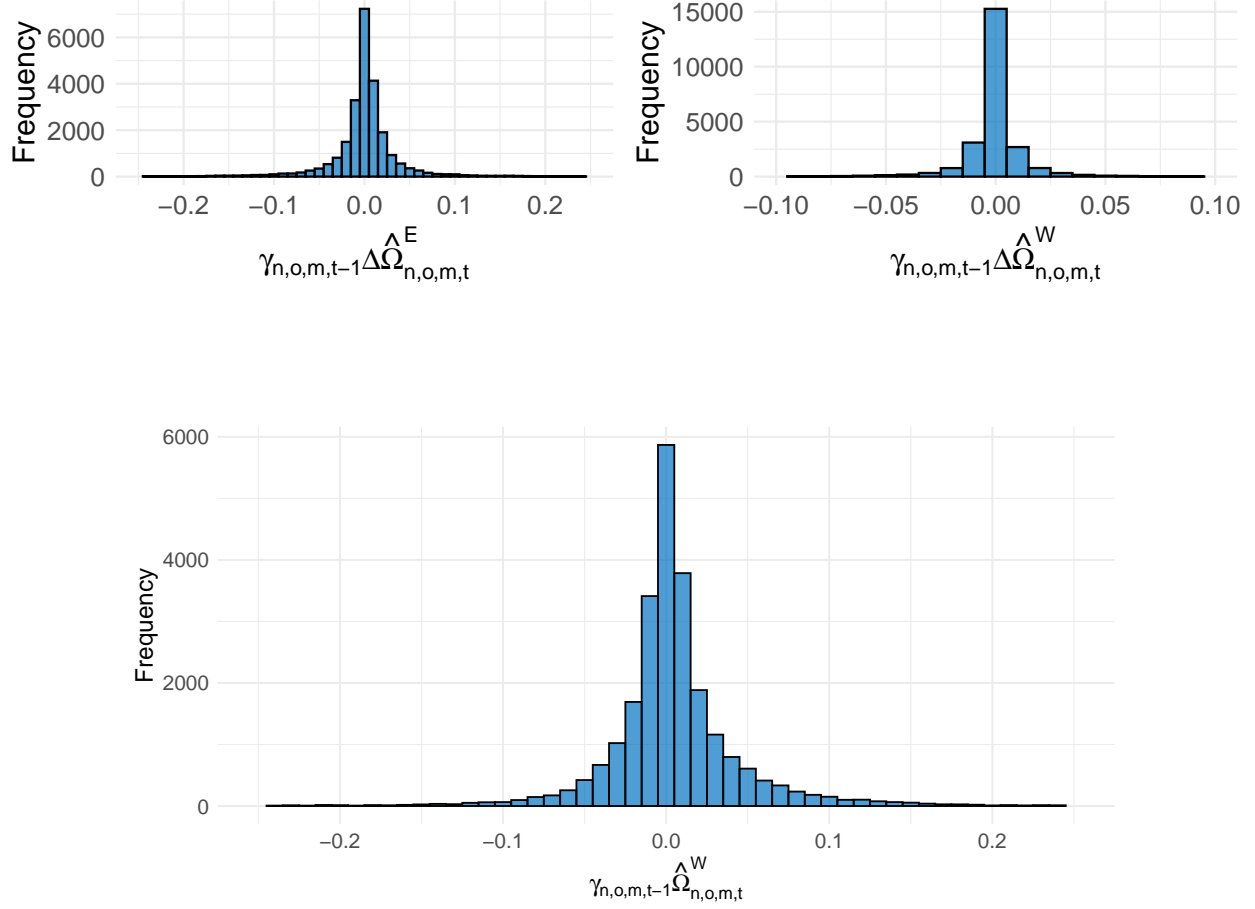 Frequency
6000
4000
2000
0
−0.2 −0.1 0.0 0.1 0.2
γn,o,m,t−1ΔΩ̂ᴱn,o,m,t
Frequency
15000
10000
5000
0
−0.10 −0.05 0.00 0.05 0.10
γn,o,m,t−1ΔΩ̂ᵂn,o,m,t
Frequency
6000
4000
2000
0
−0.2 −0.1 0.0 0.1 0.2
γn,o,m,t−1Ω̂ᵂn,o,m,t